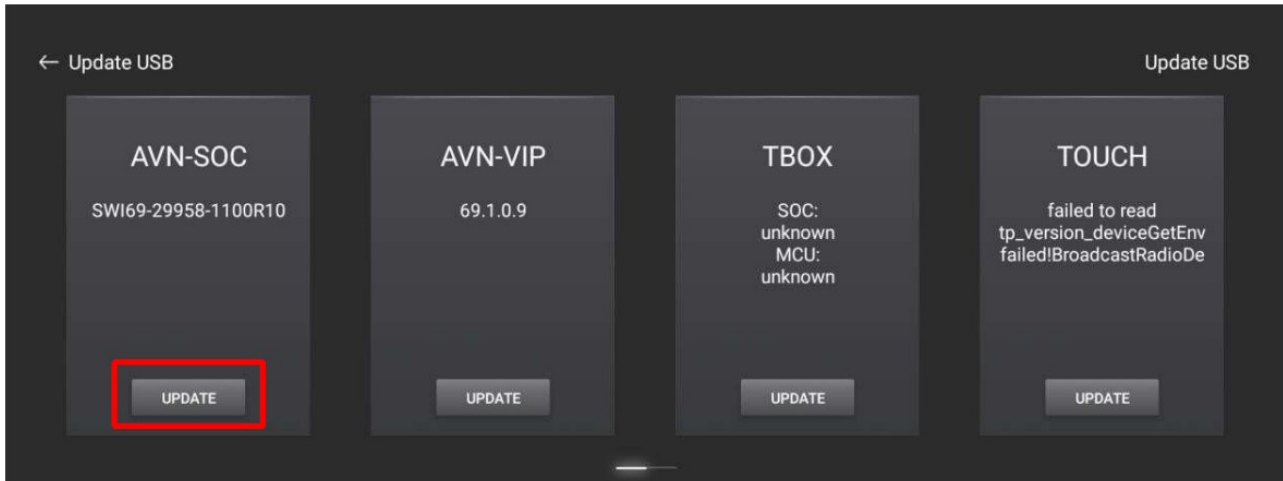 ← Update USB
Update USB
AVN-SOC
SWI69-29958-1100R10
UPDATE
AVN-VIP
69.1.0.9
UPDATE
TBOX
SOC:
unknown
MCU:
unknown
UPDATE
TOUCH
failed to read
tp_version_deviceGetEnv
failed!BroadcastRadioDe
UPDATE